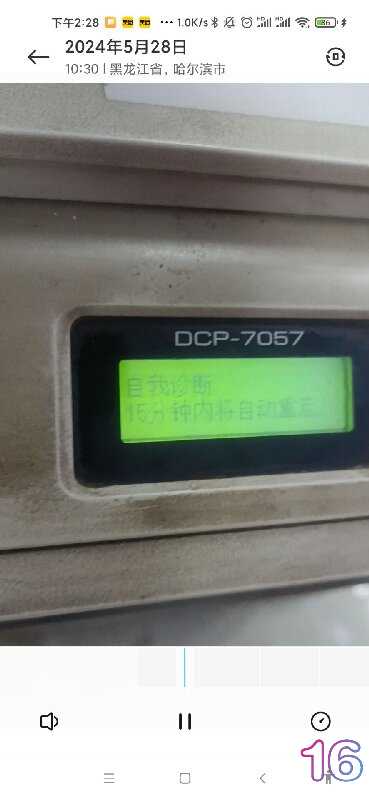 下午2:28
1.0K/s
86
2024年5月28日
10:30 | 黑龙江省，哈尔滨市
DCP-7057
自我诊断
15分钟内将自动重启
16